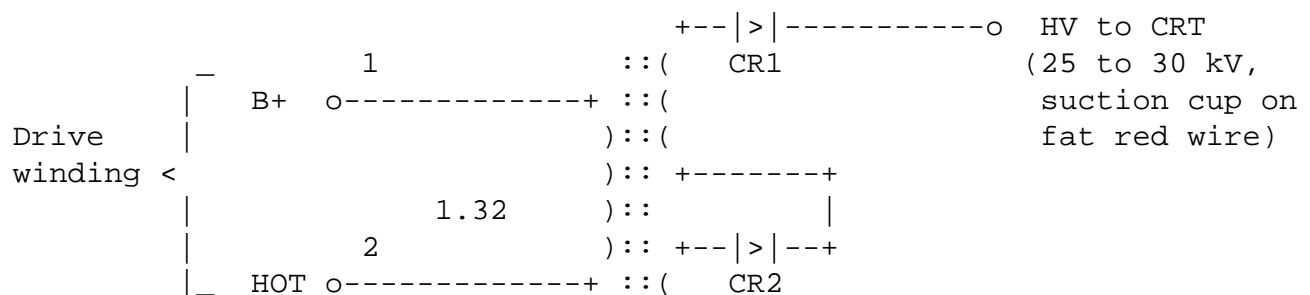 +--|>|-----------o  HV to CRT
            _        1               ::(    CR1              (25 to 30 kV,
           |   B+  o-------------+ ::(                         suction cup on
Drive      |                      )::(                         fat red wire)
winding <                         ):: +-------+
           |             1.32     )::         |
           |         2            ):: +--|>|--+
           |_  HOT o-------------+ ::(    CR2